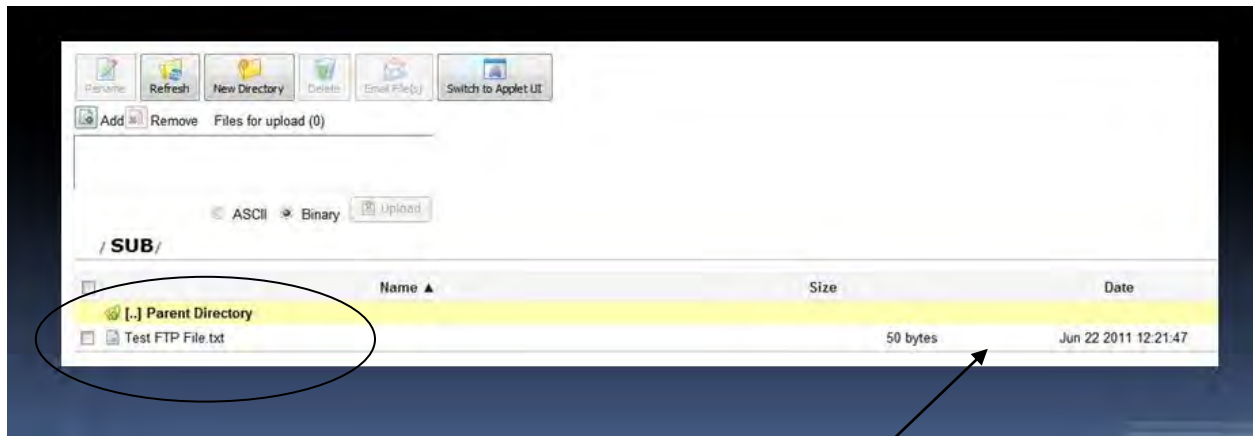 Rename Refresh New Directory Delete Email File(s) Switch to Applet UI
Add Remove Files for upload (0)
ASCII Binary Upload
/ SUB/
Name ▲ Size Date
[..] Parent Directory
Test FTP File.txt 50 bytes Jun 22 2011 12:21:47